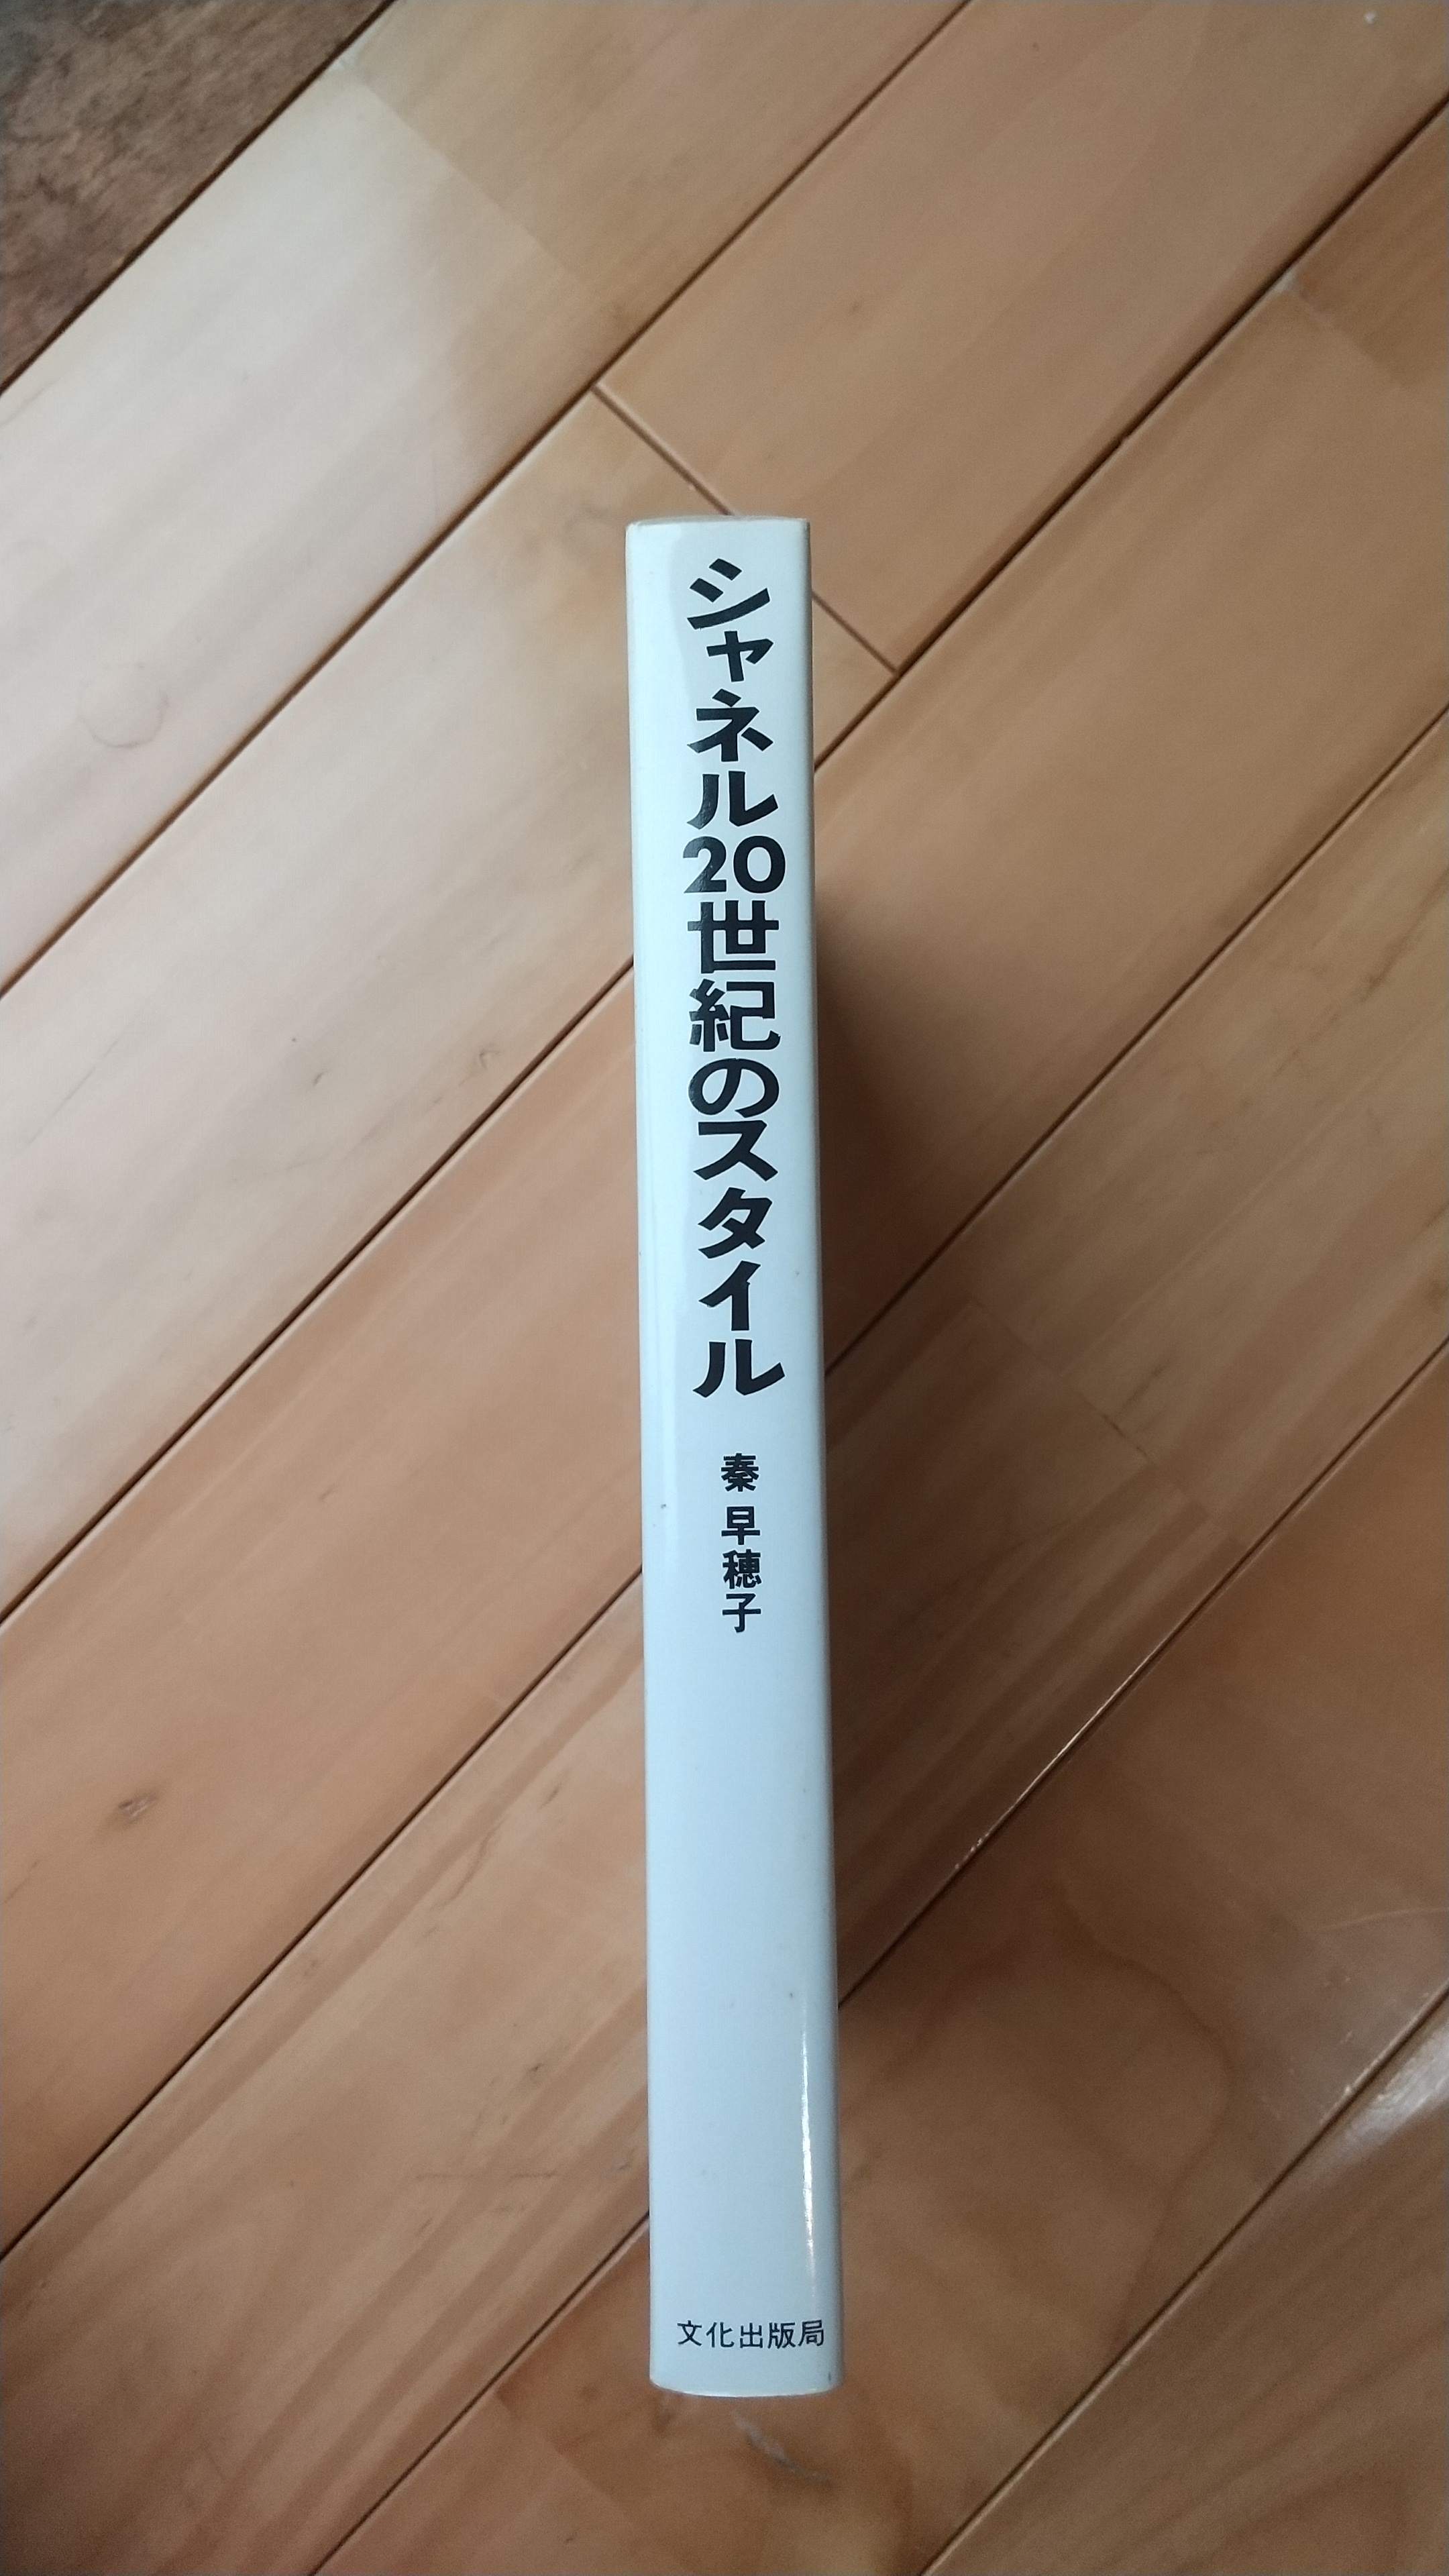 シャネル20世紀のスタイル
秦 早穂子
文化出版局